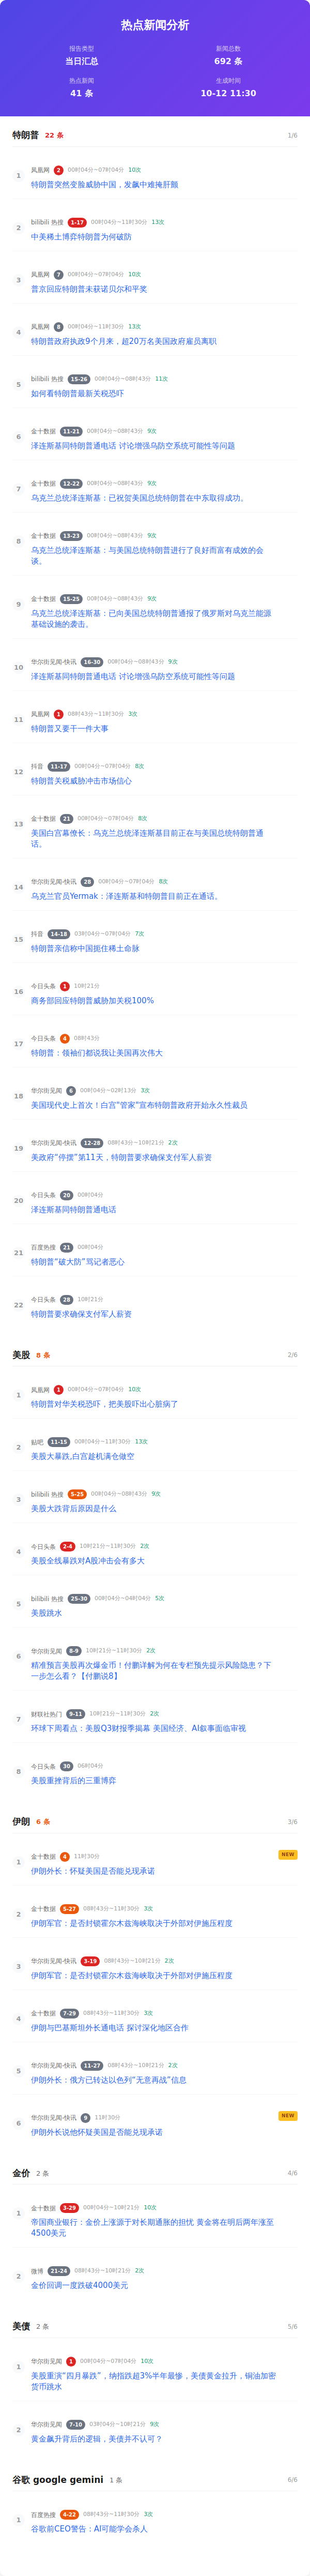 热点新闻分析
报告类型
新闻总数
当日汇总
692 条
热点新闻
生成时间
41 条
10-12 11:30
特朗普 22 条 1/6
1 凤凰网 2 00时04分~07时04分 10次
特朗普突然变脸威胁中国，发飙中难掩肝颤
2 bilibili 热搜 1-17 00时04分~11时30分 13次
中美稀土博弈特朗普为何破防
3 凤凰网 7 00时04分~07时04分 10次
普京回应特朗普未获诺贝尔和平奖
4 凤凰网 8 00时04分~11时30分 13次
特朗普政府执政9个月来，超20万名美国政府雇员离职
5 bilibili 热搜 15-26 00时04分~08时43分 11次
如何看特朗普最新关税恐吓
6 金十数据 11-21 00时04分~08时43分 9次
泽连斯基同特朗普通电话 讨论增强乌防空系统可能性等问题
7 金十数据 12-22 00时04分~08时43分 9次
乌克兰总统泽连斯基：已祝贺美国总统特朗普在中东取得成功。
8 金十数据 13-23 00时04分~08时43分 9次
乌克兰总统泽连斯基：与美国总统特朗普进行了良好而富有成效的会
谈。
9 金十数据 15-25 00时04分~08时43分 9次
乌克兰总统泽连斯基：已向美国总统特朗普通报了俄罗斯对乌克兰能源
基础设施的袭击。
10 华尔街见闻-快讯 16-30 00时04分~08时43分 9次
泽连斯基同特朗普通电话 讨论增强乌防空系统可能性等问题
11 凤凰网 1 08时43分~11时30分 3次
特朗普又要干一件大事
12 抖音 11-17 00时04分~07时04分 8次
特朗普关税威胁冲击市场信心
13 金十数据 21 00时04分~07时04分 8次
美国白宫幕僚长：乌克兰总统泽连斯基目前正在与美国总统特朗普通
话。
14 华尔街见闻-快讯 28 00时04分~07时04分 8次
乌克兰官员Yermak：泽连斯基和特朗普目前正在通话。
15 抖音 14-18 03时04分~07时04分 7次
特朗普亲信称中国扼住稀土命脉
16 今日头条 1 10时21分
商务部回应特朗普威胁加关税100%
17 今日头条 4 08时43分
特朗普：领袖们都说我让美国再次伟大
18 华尔街见闻 6 00时04分~02时13分 3次
美国现代史上首次！白宫"管家"宣布特朗普政府开始永久性裁员
19 华尔街见闻-快讯 12-28 08时43分~10时21分 2次
美政府“停摆”第11天，特朗普要求确保支付军人薪资
20 今日头条 20 00时04分
泽连斯基同特朗普通电话
21 百度热搜 21 00时04分
特朗普“破大防”骂记者恶心
22 今日头条 28 10时21分
特朗普要求确保支付军人薪资
美股 8 条 2/6
1 凤凰网 1 00时04分~07时04分 10次
特朗普对华关税恐吓，把美股吓出心脏病了
2 贴吧 11-15 00时04分~11时30分 13次
美股大暴跌,白宫趁机满仓做空
3 bilibili 热搜 5-25 00时04分~08时43分 9次
美股大跌背后原因是什么
4 今日头条 2-4 10时21分~11时30分 2次
美股全线暴跌对A股冲击会有多大
5 bilibili 热搜 25-30 00时04分~04时04分 5次
美股跳水
6 华尔街见闻 8-9 10时21分~11时30分 2次
精准预言美股再次爆金币！付鹏详解为何在专栏预先提示风险隐患？下
一步怎么看？【付鹏说8】
7 财联社热门 9-11 10时21分~11时30分 2次
环球下周看点：美股Q3财报季揭幕 美国经济、AI叙事面临审视
8 今日头条 30 06时04分
美股重挫背后的三重博弈
伊朗 6 条 3/6
1 金十数据 4 11时30分 NEW
伊朗外长：怀疑美国是否能兑现承诺
2 金十数据 5-27 08时43分~11时30分 3次
伊朗军官：是否封锁霍尔木兹海峡取决于外部对伊施压程度
3 华尔街见闻-快讯 3-19 08时43分~10时21分 2次
伊朗军官：是否封锁霍尔木兹海峡取决于外部对伊施压程度
4 金十数据 7-29 08时43分~11时30分 3次
伊朗与巴基斯坦外长通电话 探讨深化地区合作
5 华尔街见闻-快讯 11-27 08时43分~10时21分 2次
伊朗外长：俄方已转达以色列“无意再战”信息
6 华尔街见闻-快讯 9 11时30分 NEW
伊朗外长说他怀疑美国是否能兑现承诺
金价 2 条 4/6
1 金十数据 3-29 00时04分~10时21分 10次
帝国商业银行：金价上涨源于对长期通胀的担忧 黄金将在明后两年涨至
4500美元
2 微博 21-24 08时43分~10时21分 2次
金价回调一度跌破4000美元
美债 2 条 5/6
1 华尔街见闻 1 00时04分~07时04分 10次
美股重演“四月暴跌”，纳指跌超3%半年最惨，美债黄金拉升，铜油加密
货币跳水
2 华尔街见闻 7-10 03时04分~10时21分 9次
黄金飙升背后的逻辑，美债并不认可？
谷歌 google gemini 1 条 6/6
1 百度热搜 4-22 08时43分~11时30分 3次
谷歌前CEO警告：AI可能学会杀人